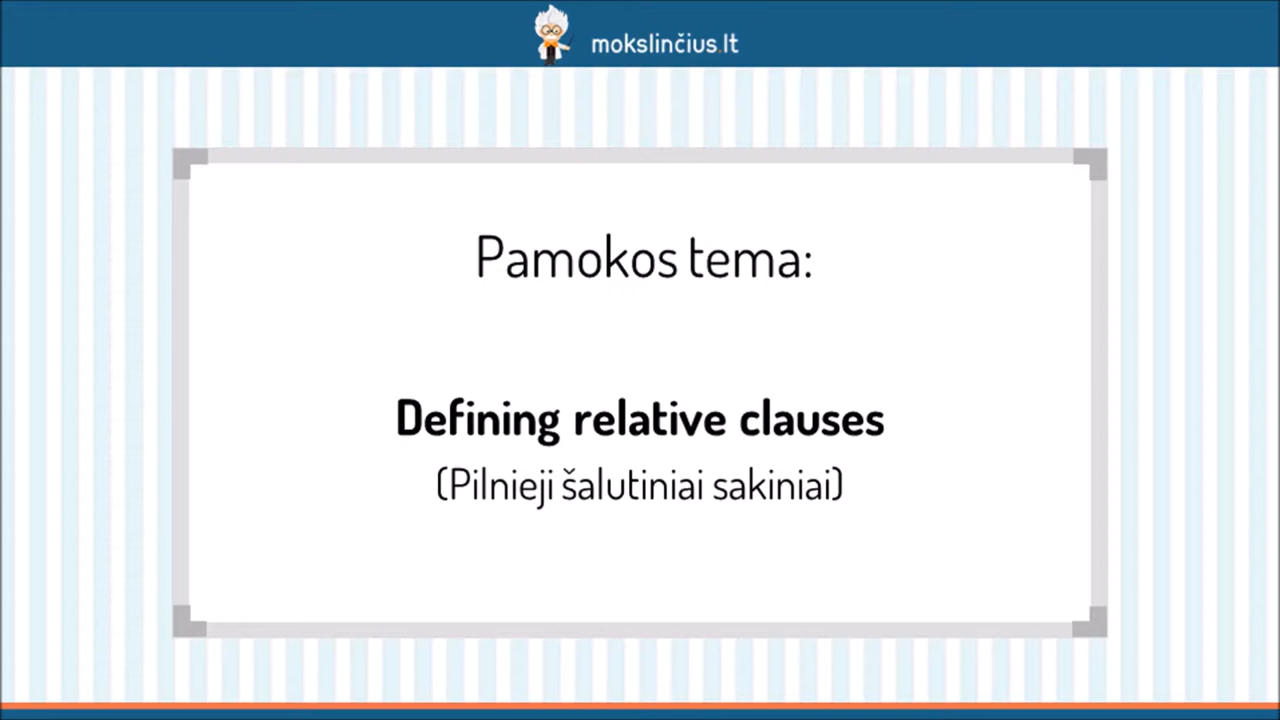 mokslinčius.lt
Pamokos tema:
Defining relative clauses
(Pilnieji šalutiniai sakiniai)